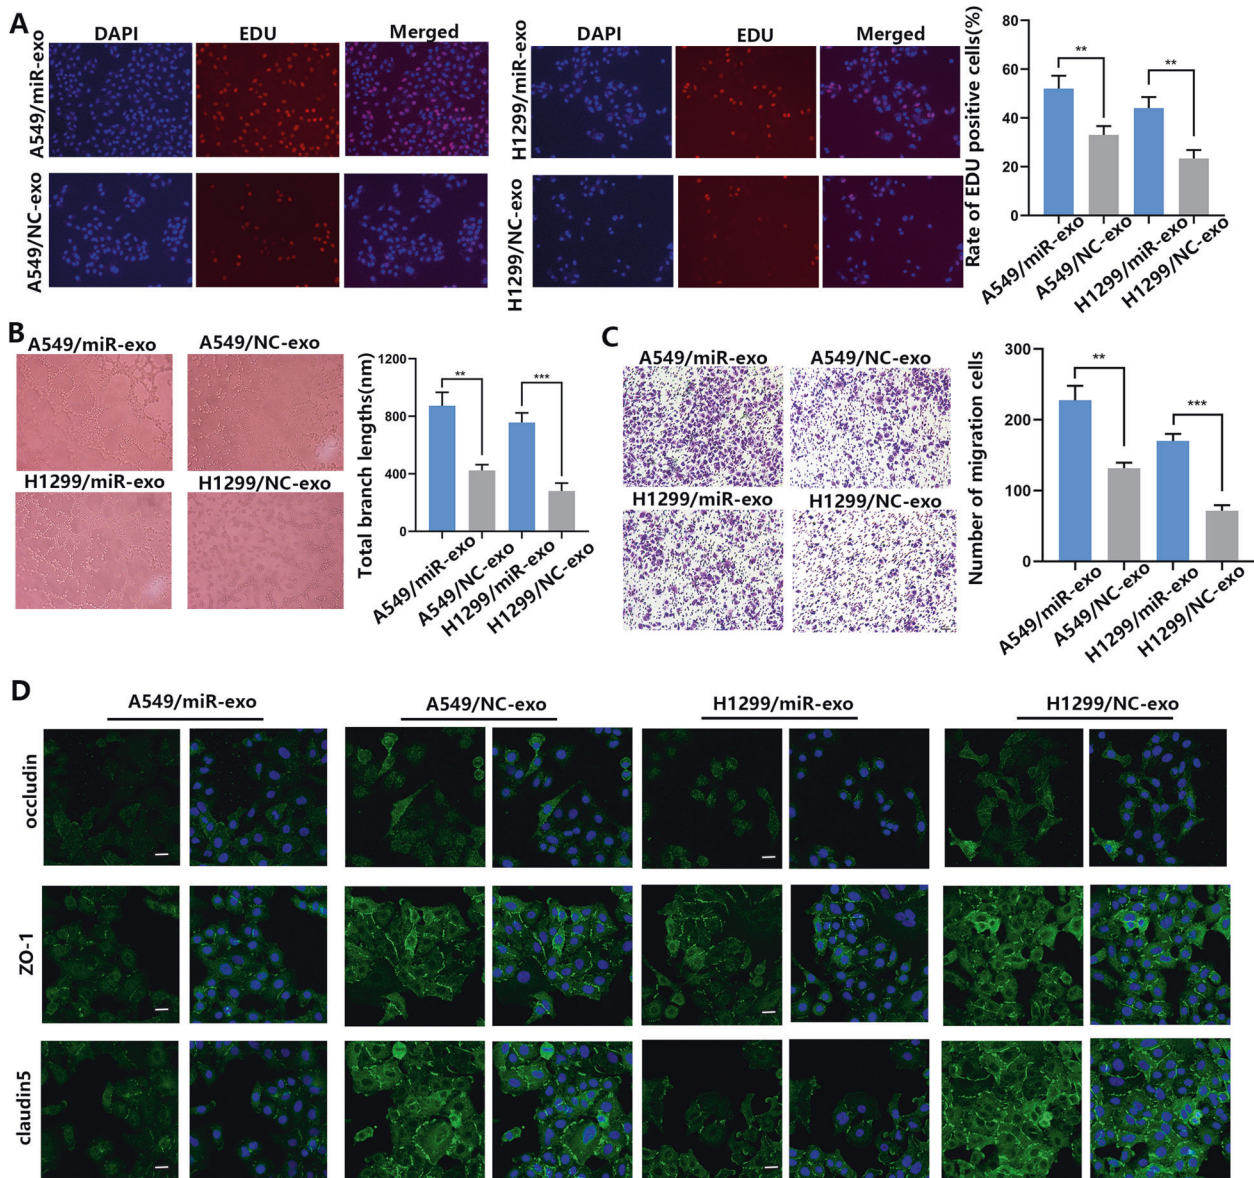 A
DAPI EDU Merged
A549/miR-exo
A549/NC-exo
DAPI EDU Merged
H1299/miR-exo
H1299/NC-exo
Rate of EDU positive cells(%)
80
60
40
20
0
** **
A549/miR-exo
A549/NC-exo
H1299/miR-exo
H1299/NC-exo
B
A549/miR-exo A549/NC-exo
H1299/miR-exo H1299/NC-exo
Total branch lengths(nm)
1200
800
400
0
** ***
A549/miR-exo
A549/NC-exo
H1299/miR-exo
H1299/NC-exo
C
A549/miR-exo A549/NC-exo
H1299/miR-exo H1299/NC-exo
Number of migration cells
300
200
100
0
** ***
A549/miR-exo
A549/NC-exo
H1299/miR-exo
H1299/NC-exo
D
A549/miR-exo A549/NC-exo H1299/miR-exo H1299/NC-exo
occludin
ZO-1
claudin5